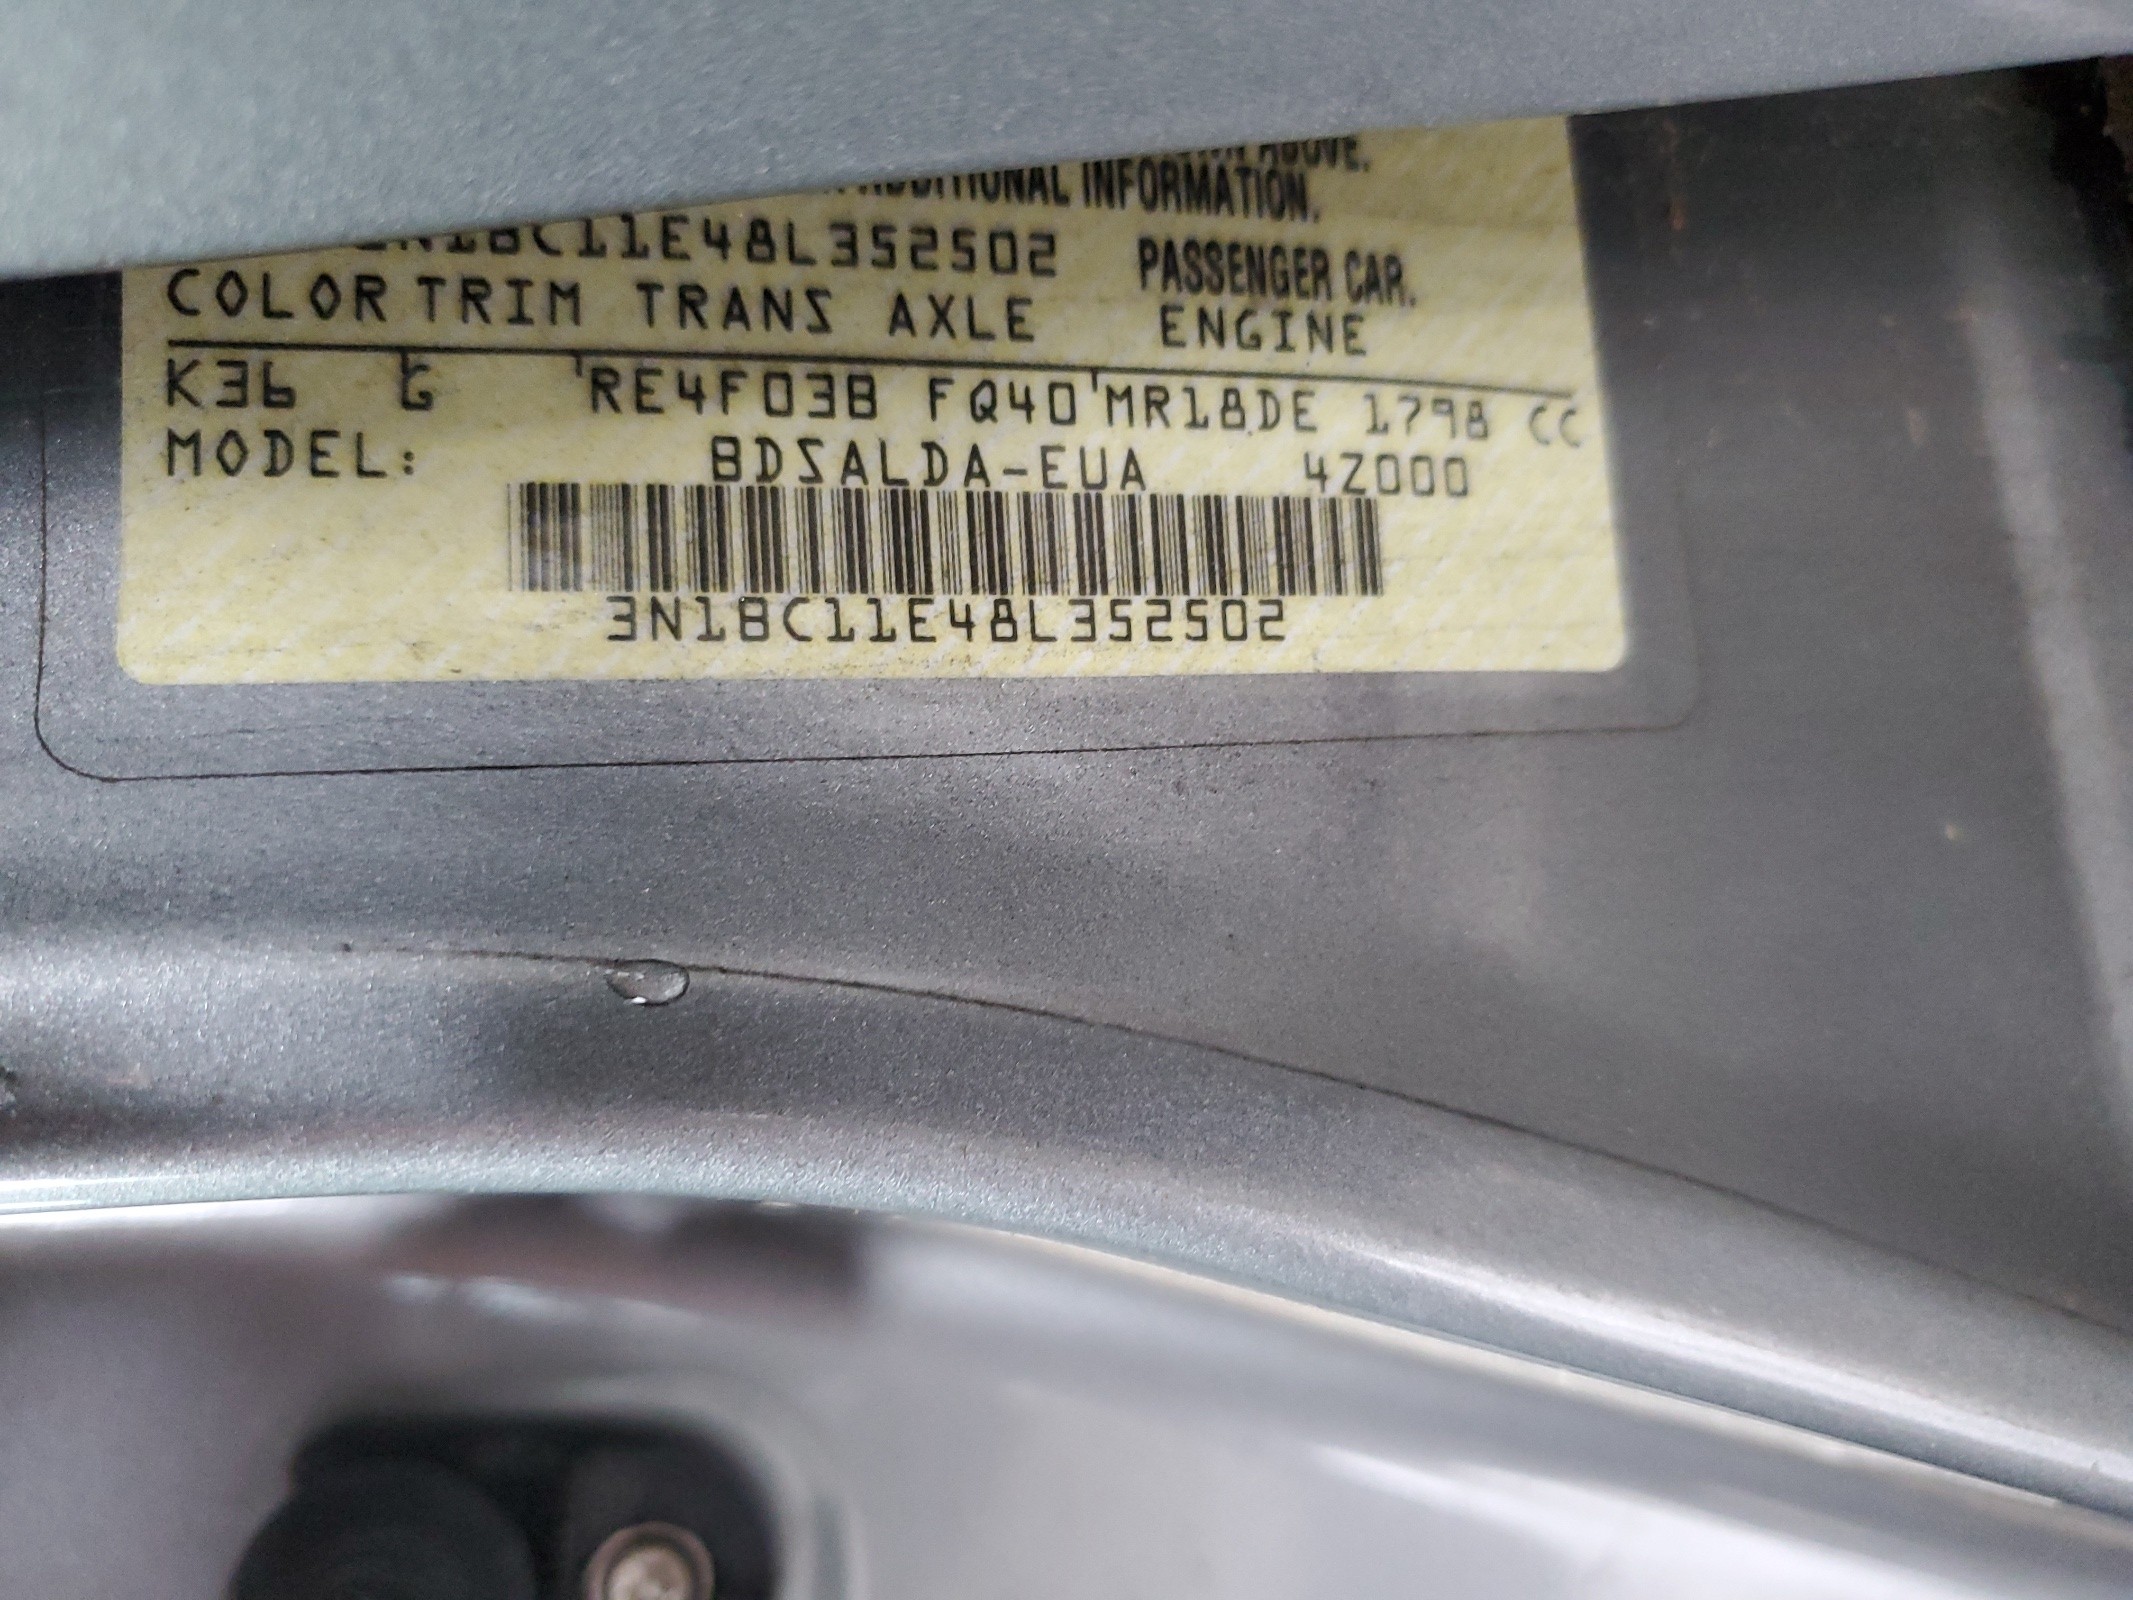 ABOVE.
ADDITIONAL INFORMATION.
3N1BC11E48L352502 PASSENGER CAR.
COLOR TRIM TRANS AXLE ENGINE
K36 G RE4F03B FQ40 MR18DE 1798 CC
MODEL: BDSALDA-EUA 4Z000
3N1BC11E48L352502